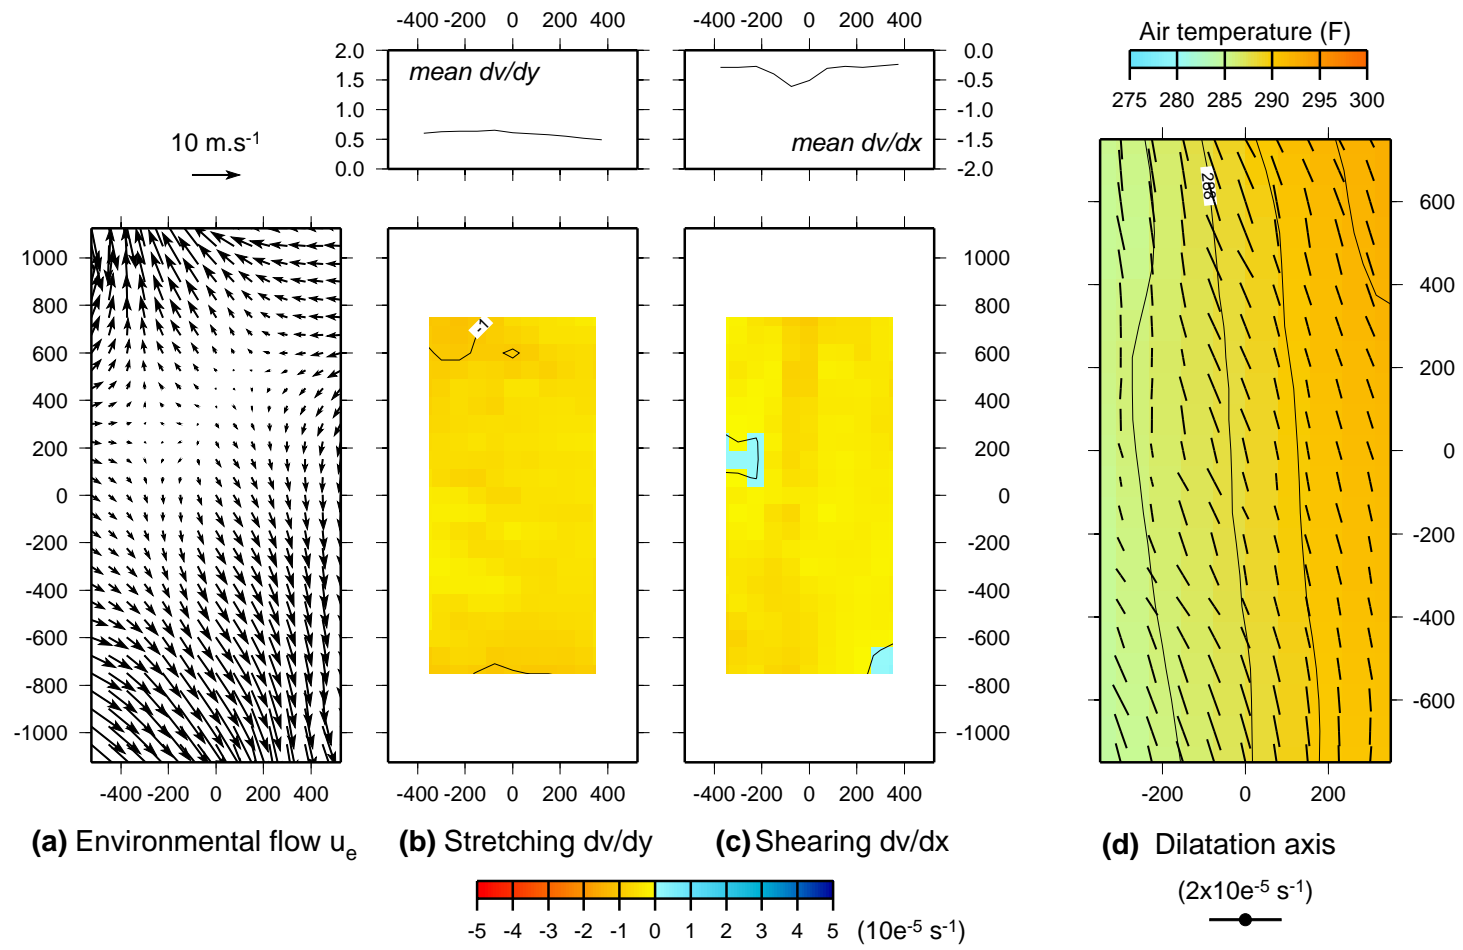 -400 -200 0 200 400
-400 -200 0 200 400
Air temperature (F)
275 280 285 290 295 300
2.0
1.5
1.0
0.5
0.0
mean dv/dy
0.0
-0.5
-1.0
-1.5
-2.0
mean dv/dx
10 m.s-1
1000
800
600
400
200
0
-200
-400
-600
-800
-1000
-1
1000
800
600
400
200
0
-200
-400
-600
-800
-1000
288
600
400
200
0
-200
-400
-600
-400 -200 0 200 400
-400 -200 0 200 400
-400 -200 0 200 400
-200 0 200
(a) Environmental flow ue
(b) Stretching dv/dy
(c) Shearing dv/dx
(d) Dilatation axis
-5 -4 -3 -2 -1 0 1 2 3 4 5 (10e-5 s-1)
(2x10e-5 s-1)